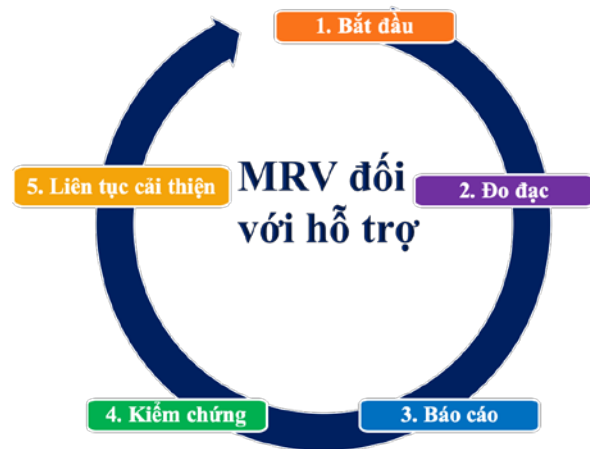 1. Bắt đầu
MRV đối
với hỗ trợ
2. Đo đạc
3. Báo cáo
4. Kiểm chứng
5. Liên tục cải thiện